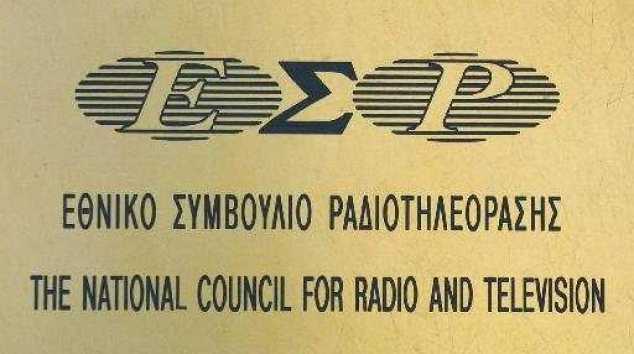 ΕΣΡ
ΕΘΝΙΚΟ ΣΥΜΒΟΥΛΙΟ ΡΑΔΙΟΤΗΛΕΟΡΑΣΗΣ
THE NATIONAL COUNCIL FOR RADIO AND TELEVISION